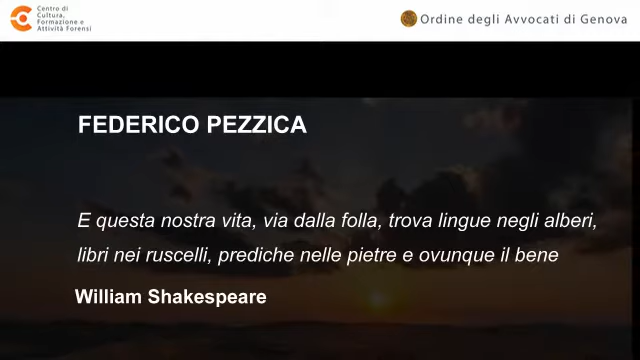 Centro di
Cultura,
Formazione e
Attività Forensi
Ordine degli Avvocati di Genova
FEDERICO PEZZICA
E questa nostra vita, via dalla folla, trova lingue negli alberi,
libri nei ruscelli, prediche nelle pietre e ovunque il bene
William Shakespeare